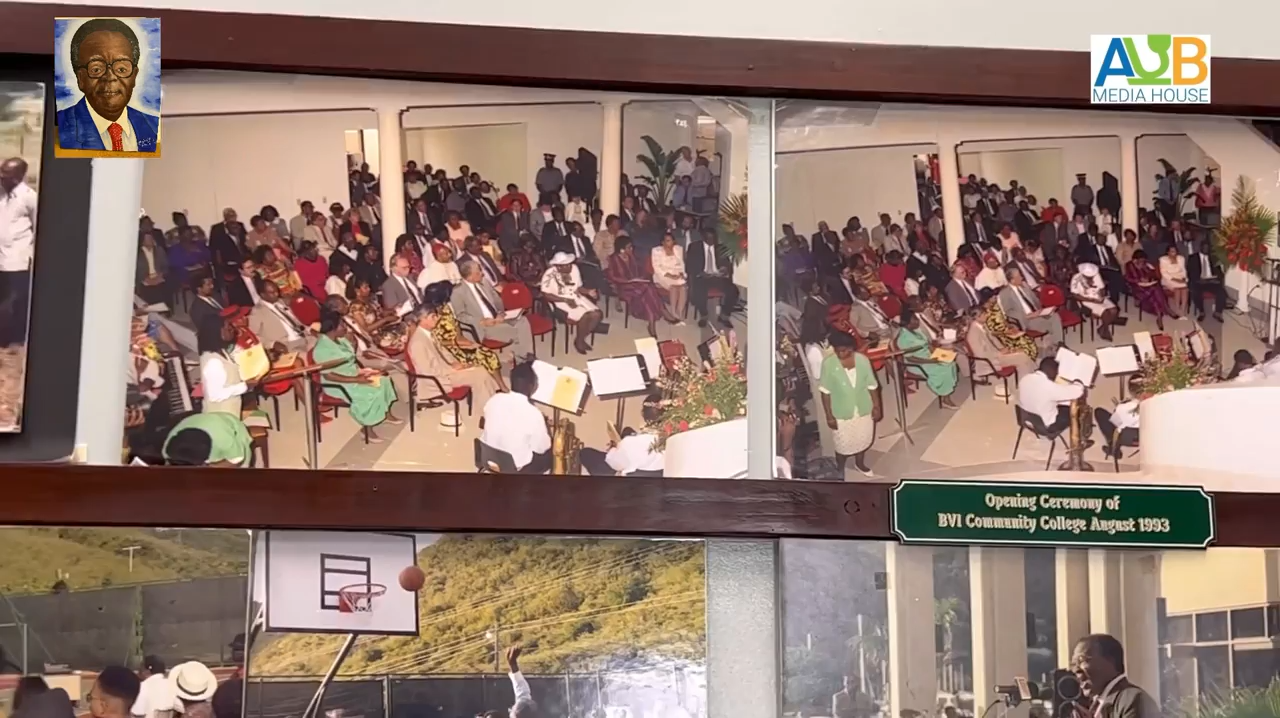 AUB
MEDIA HOUSE
Opening Ceremony of
BVI Community College August 1993